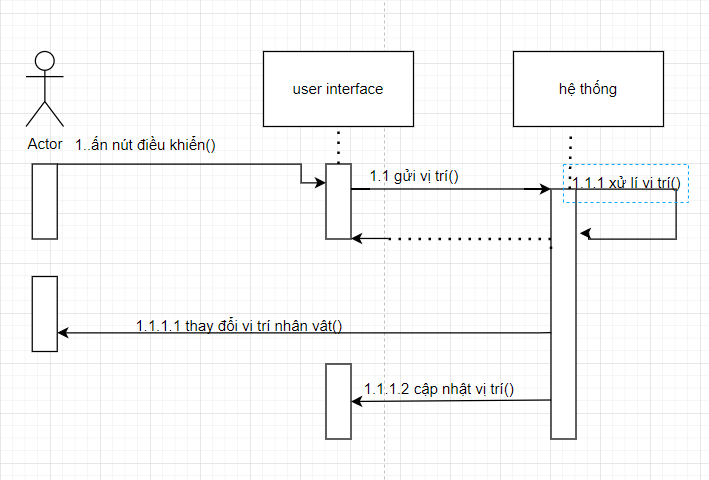 user interface
hệ thống
Actor
1..ấn nút điều khiển()
1.1 gửi vị trí()
1.1.1 xử lí vị trí()
1.1.1.1 thay đổi vị trí nhân vât()
1.1.1.2 cập nhật vị trí()